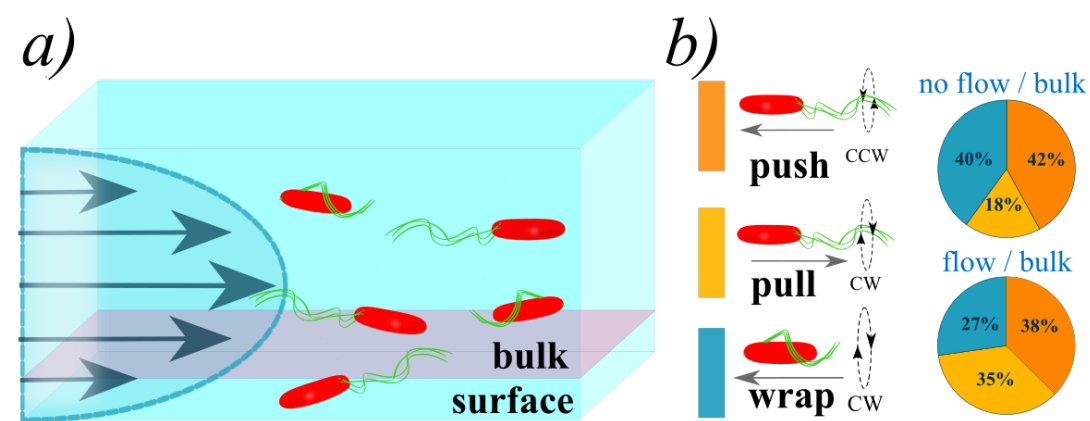 a)
bulk
surface
b)
push
CCW
pull
CW
wrap
CW
no flow / bulk
40%
42%
18%
flow / bulk
27%
38%
35%